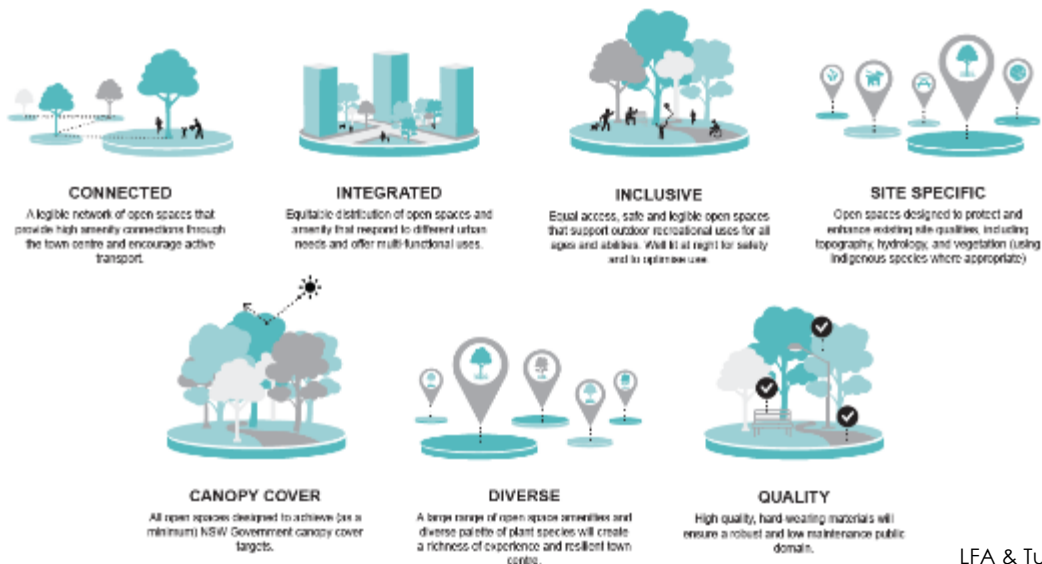 CONNECTED
A legible network of open spaces that
provide high amenity connections through
the town centre and encourage active
transport.
INTEGRATED
Equitable distribution of open spaces and
amenity that respond to different urban
needs and offer multi-functional uses.
INCLUSIVE
Equal access, safe and legible open spaces
that support outdoor recreational uses for all
ages and abilities. Well lit at night for safety
and to optimise use
SITE SPECIFIC
Open spaces designed to protect and
enhance existing site qualities, including
topography, hydrology, and vegetation (using
indigenous species where appropriate)
CANOPY COVER
All open spaces designed to achieve (as a
minimum) NSW Government canopy cover
targets.
DIVERSE
A large range of open space amenities and
diverse palette of plant species will create
a richness of experience and resilient town
centre.
QUALITY
High quality, hard-wearing materials will
ensure a robust and low maintenance public
domain.
LFA & Tu